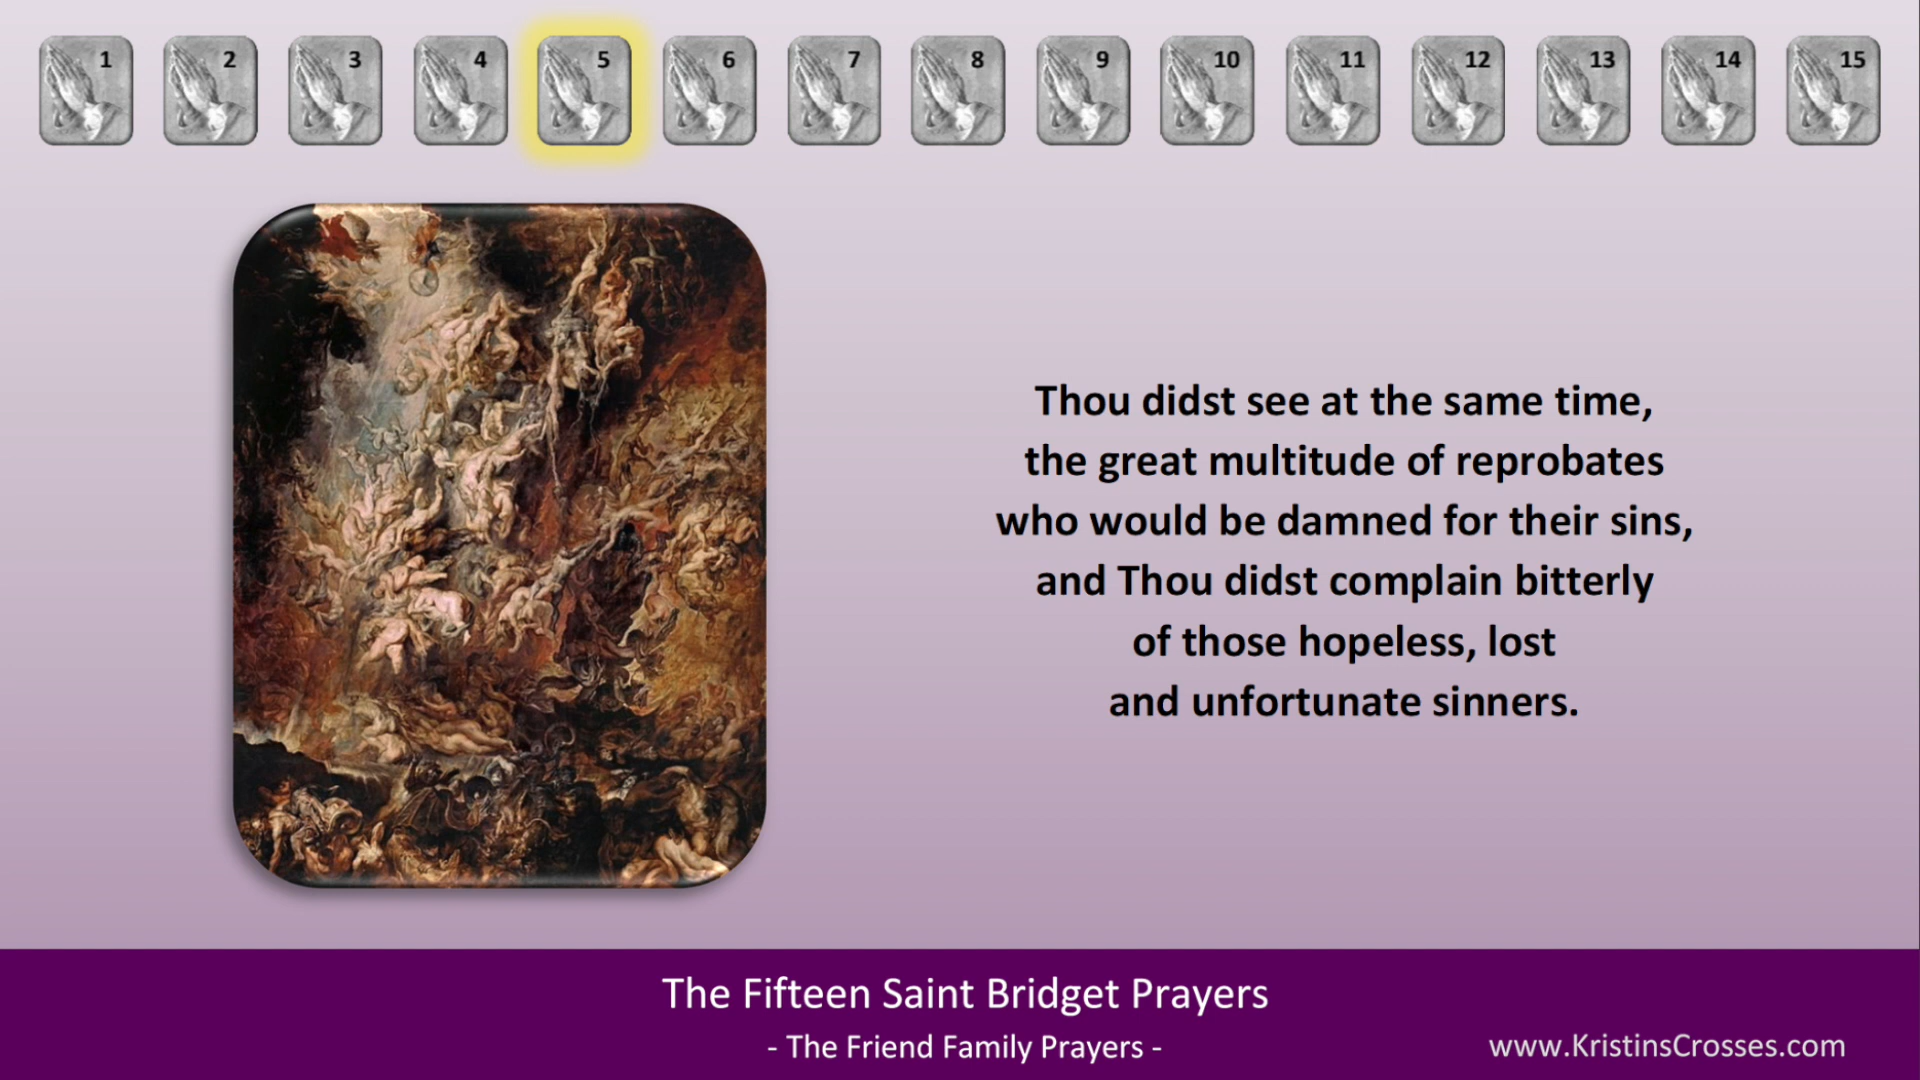 1 2 3 4 5 6 7 8 9 10 11 12 13 14 15
Thou didst see at the same time,
the great multitude of reprobates
who would be damned for their sins,
and Thou didst complain bitterly
of those hopeless, lost
and unfortunate sinners.
The Fifteen Saint Bridget Prayers
- The Friend Family Prayers -
www.KristinsCrosses.com